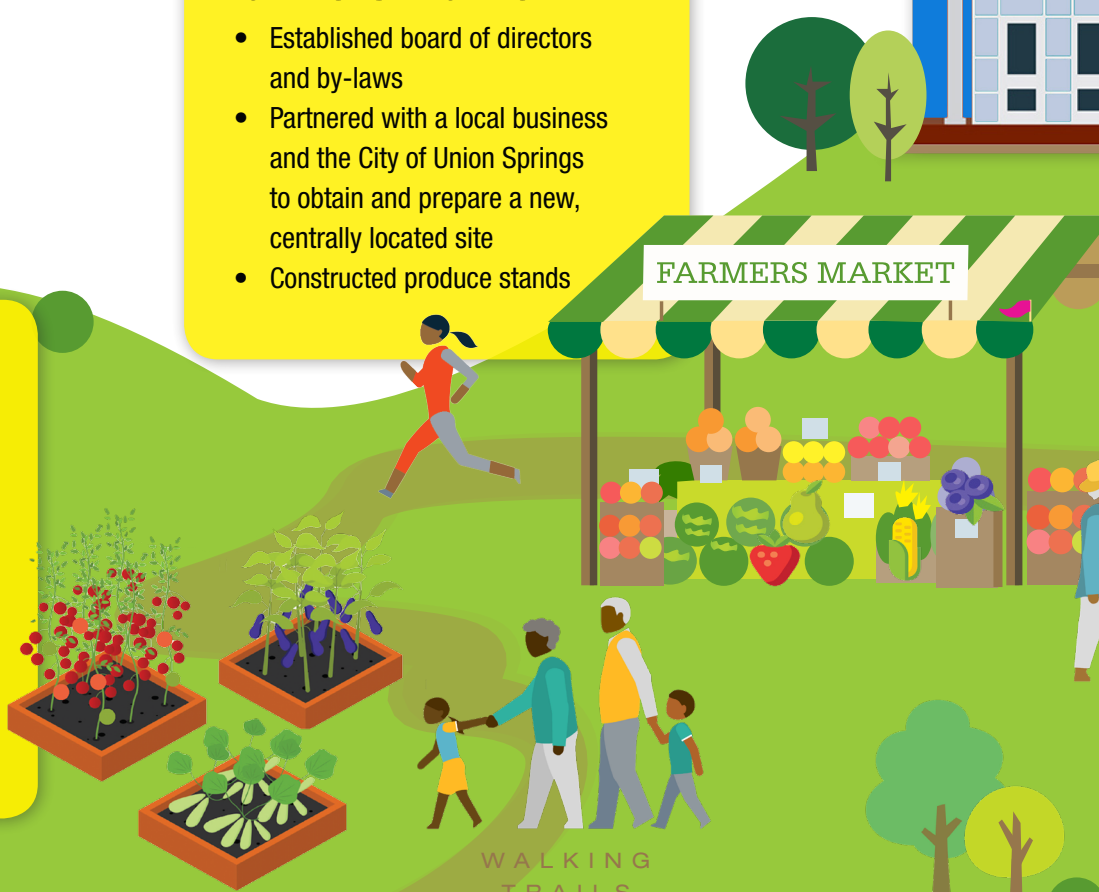 • Established board of directors
and by-laws
• Partnered with a local business
and the City of Union Springs
to obtain and prepare a new,
centrally located site
• Constructed produce stands
FARMERS MARKET
WALKING
TRAILS